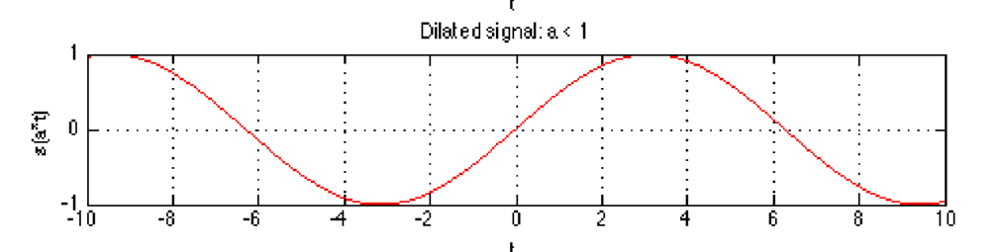 t
Dilated signal: a < 1
1
0
-1
s(a*t)
-10 -8 -6 -4 -2 0 2 4 6 8 10
t